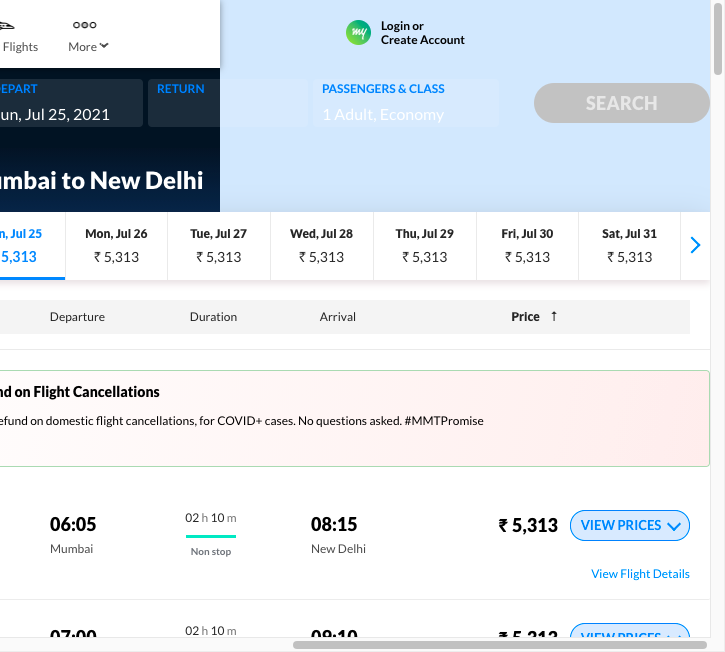 my
Login or
Create Account
Flights
More
EPART
RETURN
PASSENGERS & CLASS
un, Jul 25, 2021
1 Adult, Economy
SEARCH
mbai to New Delhi
n, Jul 25
5,313
Mon, Jul 26
₹ 5,313
Tue, Jul 27
₹ 5,313
Wed, Jul 28
₹ 5,313
Thu, Jul 29
₹ 5,313
Fri, Jul 30
₹ 5,313
Sat, Jul 31
₹ 5,313
Departure
Duration
Arrival
Price ↑
nd on Flight Cancellations
efund on domestic flight cancellations, for COVID+ cases. No questions asked. #MMTPromise
06:05
Mumbai
02 h 10 m
Non stop
08:15
New Delhi
₹ 5,313
VIEW PRICES
View Flight Details
07:00
02 h 10 m
09:10
₹ 5,313
VIEW PRICES